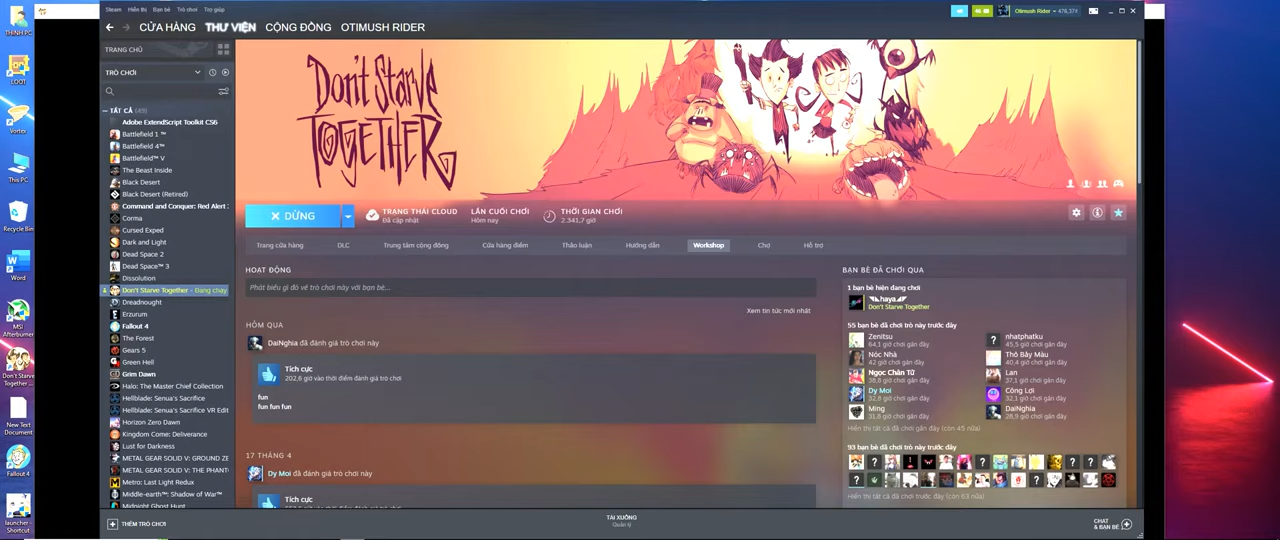 Steam Hiển thị Bạn bè Trò chơi Trợ giúp
Otimush Rider
CỬA HÀNG THƯ VIỆN CỘNG ĐỒNG OTIMUSH RIDER
TRANG CHỦ
TRÒ CHƠI
TẤT CẢ (49)
Adobe ExtendScript Toolkit CS6
Battlefield 1 ™
Battlefield 4™
Battlefield™ V
The Beast Inside
Black Desert
Black Desert (Retired)
Command and Conquer: Red Alert
Corma
Cursed Exped
Dark and Light
Dead Space 2
Dead Space™ 3
Dissolution
Don't Starve Together - Đang chạy
Dreadnought
Erzurum
Fallout 4
The Forest
Gears 5
Green Hell
Grim Dawn
Halo: The Master Chief Collection
Hellblade: Senua's Sacrifice
Hellblade: Senua's Sacrifice VR Edit
Horizon Zero Dawn
Kingdom Come: Deliverance
Lust for Darkness
METAL GEAR SOLID V: GROUND ZE
METAL GEAR SOLID V: THE PHANT
Metro: Last Light Redux
Middle-earth™: Shadow of War™
Midnight Ghost Hunt
THÊM TRÒ CHƠI
Don't Starve
TOGETHER
DỪNG
TRẠNG THÁI CLOUD
Đã cập nhật
LẦN CUỐI CHƠI
Hôm nay
THỜI GIAN CHƠI
2.341,7 giờ
Trang cửa hàng DLC Trung tâm cộng đồng Cửa hàng điểm Thảo luận Hướng dẫn Workshop Chợ Hỗ trợ
HOẠT ĐỘNG
Phát biểu gì đó về trò chơi này với bạn bè...
Xem tin tức mới nhất
HÔM QUA
DaiNghia đã đánh giá trò chơi này
Tích cực
202,6 giờ vào thời điểm đánh giá trò chơi
fun
fun fun fun
17 THÁNG 4
Dy Moi đã đánh giá trò chơi này
Tích cực
BẠN BÈ ĐÃ CHƠI QUA
1 bạn bè hiện đang chơi
haya
Don't Starve Together
55 bạn bè đã chơi trò này trước đây
Zenitsu
64,1 giờ chơi gần đây
nhatphatku
45,5 giờ chơi gần đây
Nóc Nhà
42 giờ chơi gần đây
Thỏ Bảy Màu
40,4 giờ chơi gần đây
Ngọc Chân Tử
38,8 giờ chơi gần đây
Lan
37,1 giờ chơi gần đây
Dy Moi
32,8 giờ chơi gần đây
Công Lợi
32,1 giờ chơi gần đây
Ming
31,8 giờ chơi gần đây
DaiNghia
28,9 giờ chơi gần đây
Hiển thị tất cả đã chơi gần đây (còn 45 nữa)
93 bạn bè đã chơi trò này trước đây
Hiển thị tất cả đã chơi trước đây (còn 63 nữa)
TẢI XUỐNG
Quản lý
CHAT
& BẠN BÈ
THỊNH PC
LOOT
Vortex
This PC
Recycle Bin
Word
MSI
Afterburner
Don't Starve
Together ...
New Text
Document
Fallout 4
launcher -
Shortcut